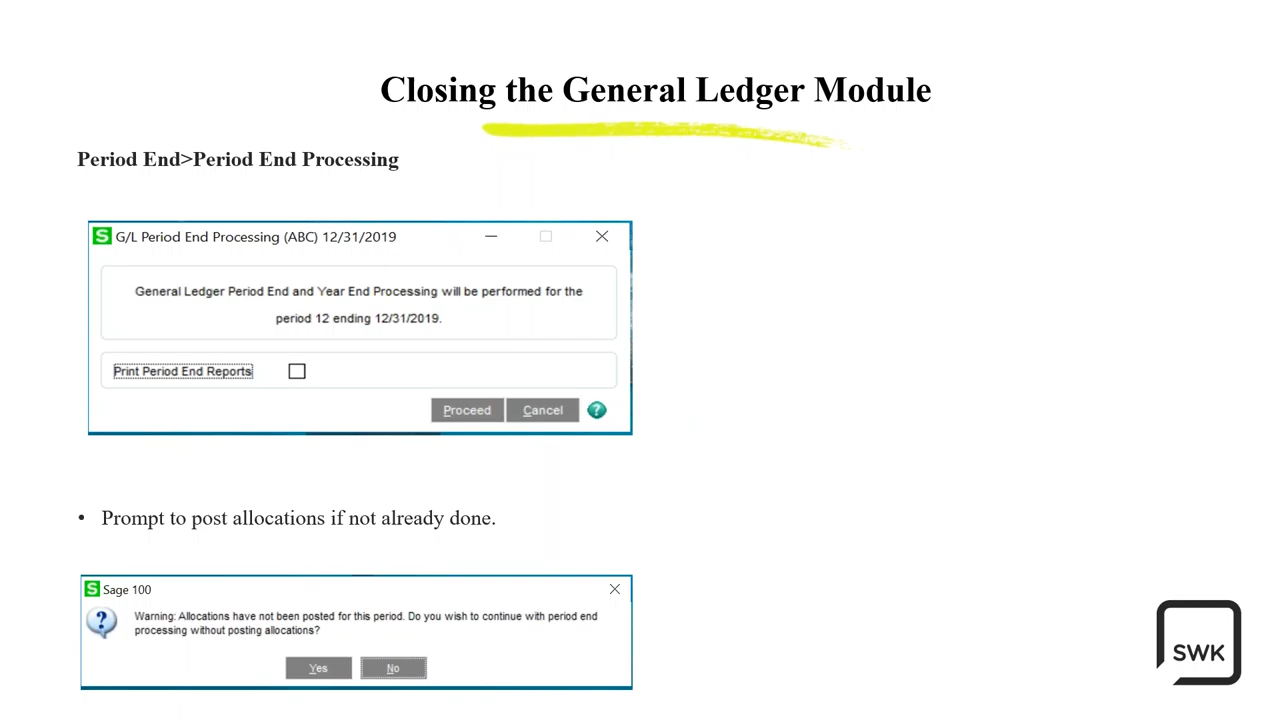 Closing the General Ledger Module
Period End>Period End Processing
S G/L Period End Processing (ABC) 12/31/2019
General Ledger Period End and Year End Processing will be performed for the
period 12 ending 12/31/2019.
Print Period End Reports
Proceed Cancel ?
• Prompt to post allocations if not already done.
S Sage 100
? Warning: Allocations have not been posted for this period. Do you wish to continue with period end
processing without posting allocations?
Yes No
SWK